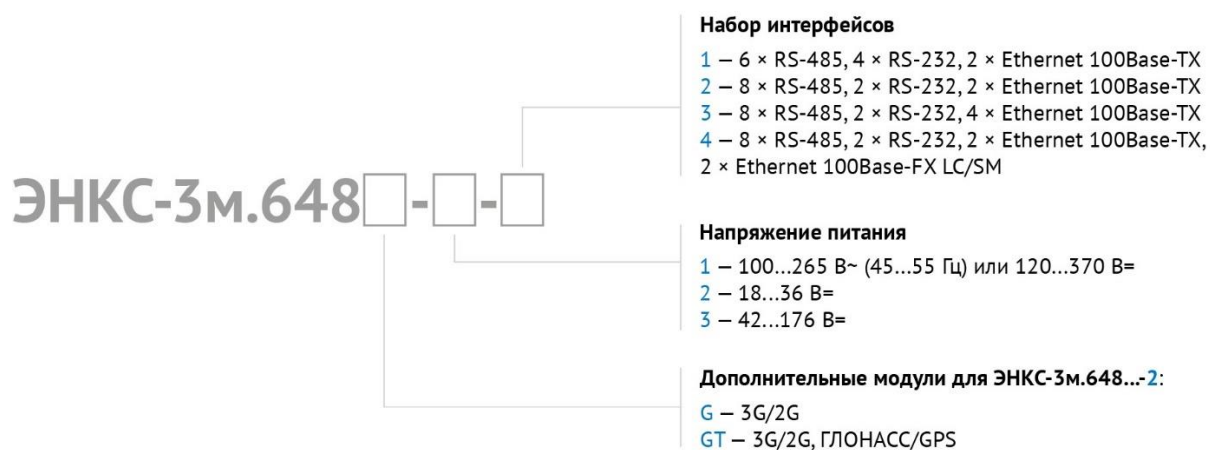 Набор интерфейсов
1 – 6 × RS-485, 4 × RS-232, 2 × Ethernet 100Base-TX
2 – 8 × RS-485, 2 × RS-232, 2 × Ethernet 100Base-TX
3 – 8 × RS-485, 2 × RS-232, 4 × Ethernet 100Base-TX
4 – 8 × RS-485, 2 × RS-232, 2 × Ethernet 100Base-TX,
2 × Ethernet 100Base-FX LC/SM
ЭНКС-3м.648□-□-□
Напряжение питания
1 – 100...265 В~ (45...55 Гц) или 120...370 В=
2 – 18...36 В=
3 – 42...176 В=
Дополнительные модули для ЭНКС-3м.648...-2:
G – 3G/2G
GT – 3G/2G, ГЛОНАСС/GPS